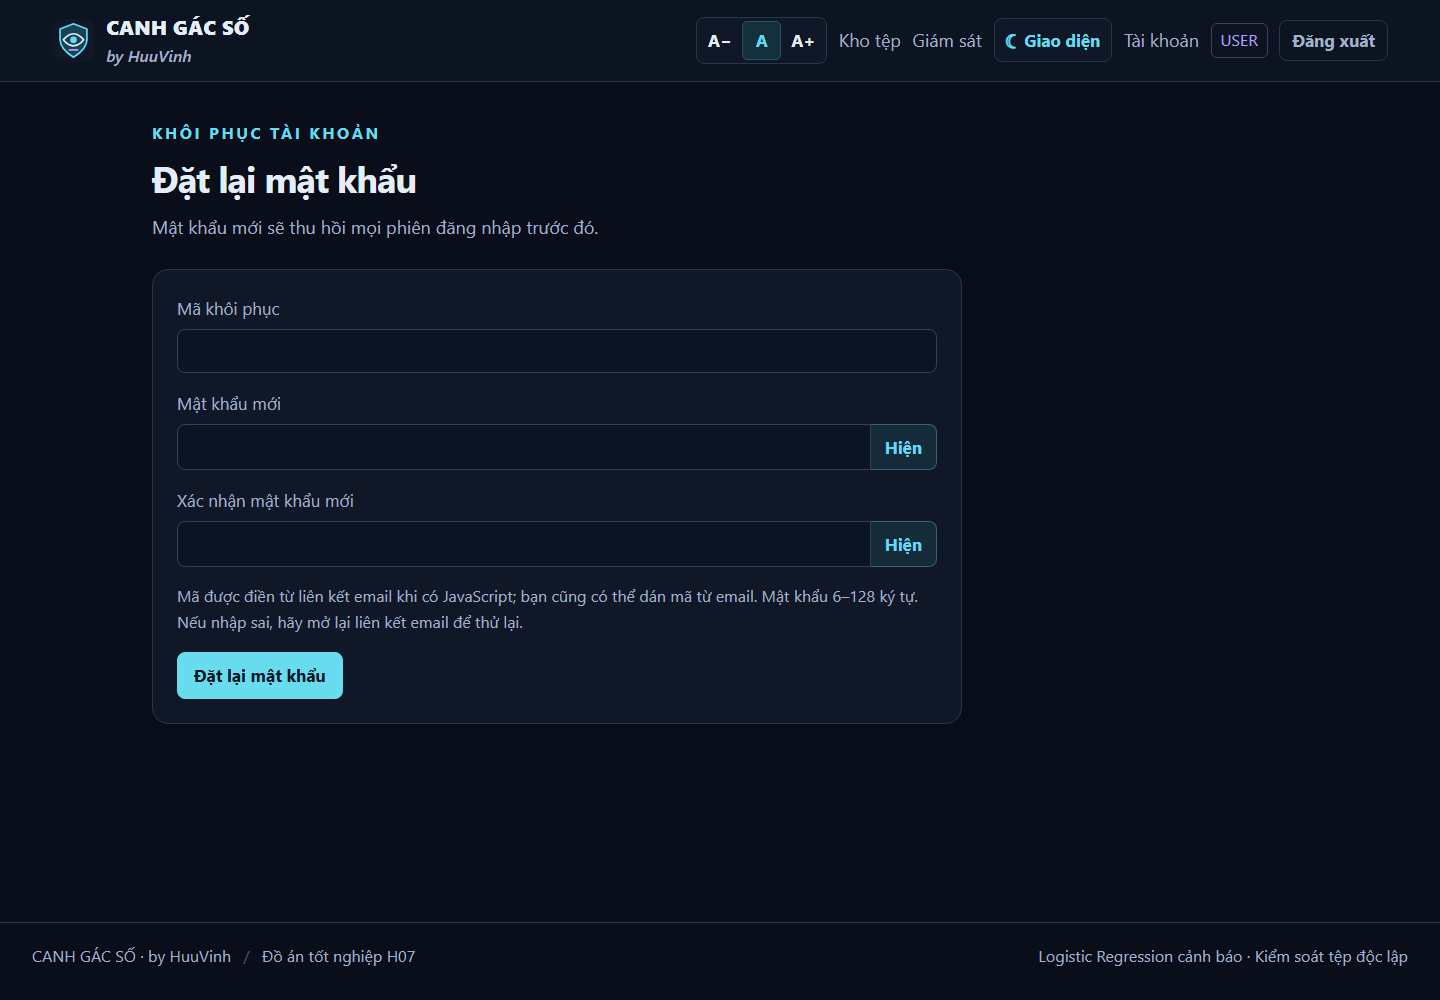 CANH GÁC SỐ
by HuuVinh
A− A A+ Kho tệp Giám sát Giao diện Tài khoản USER Đăng xuất
KHÔI PHỤC TÀI KHOẢN
Đặt lại mật khẩu
Mật khẩu mới sẽ thu hồi mọi phiên đăng nhập trước đó.
Mã khôi phục
Mật khẩu mới
Hiện
Xác nhận mật khẩu mới
Hiện
Mã được điền từ liên kết email khi có JavaScript; bạn cũng có thể dán mã từ email. Mật khẩu 6–128 ký tự.
Nếu nhập sai, hãy mở lại liên kết email để thử lại.
Đặt lại mật khẩu
CANH GÁC SỐ · by HuuVinh / Đồ án tốt nghiệp H07
Logistic Regression cảnh báo · Kiểm soát tệp độc lập